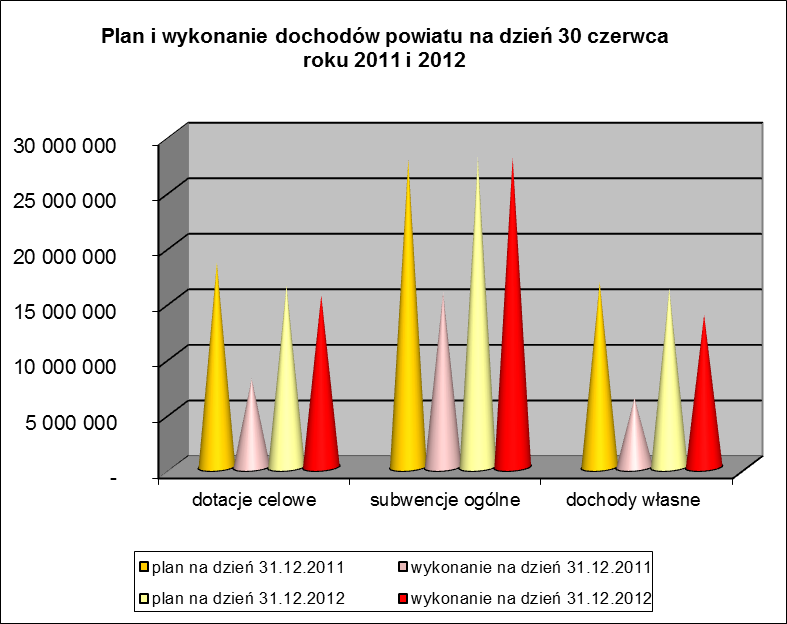 Plan i wykonanie dochodów powiatu na dzień 30 czerwca
roku 2011 i 2012
30 000 000
25 000 000
20 000 000
15 000 000
10 000 000
5 000 000
-
dotacje celowe
subwencje ogólne
dochody własne
plan na dzień 31.12.2011
wykonanie na dzień 31.12.2011
plan na dzień 31.12.2012
wykonanie na dzień 31.12.2012